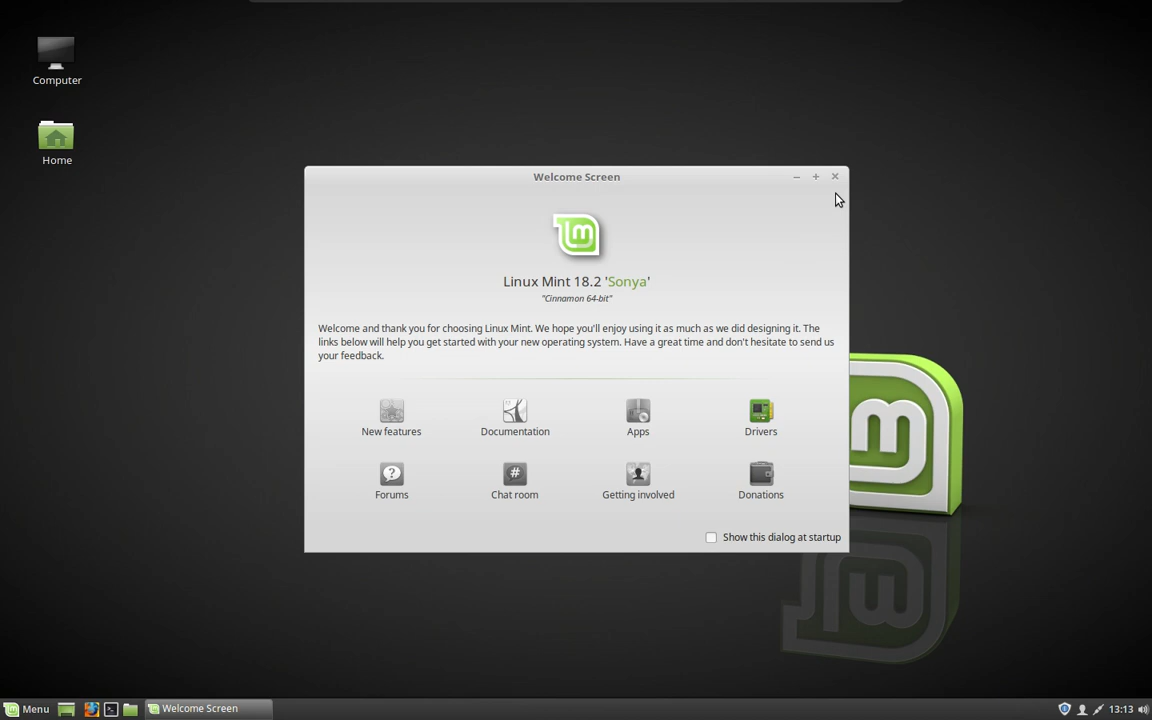 Computer
Home
Welcome Screen
Linux Mint 18.2 'Sonya'
"Cinnamon 64-bit"
Welcome and thank you for choosing Linux Mint. We hope you'll enjoy using it as much as we did designing it. The
links below will help you get started with your new operating system. Have a great time and don't hesitate to send us
your feedback.
New features
Documentation
Apps
Drivers
Forums
Chat room
Getting involved
Donations
Show this dialog at startup
Menu
Welcome Screen
13:13